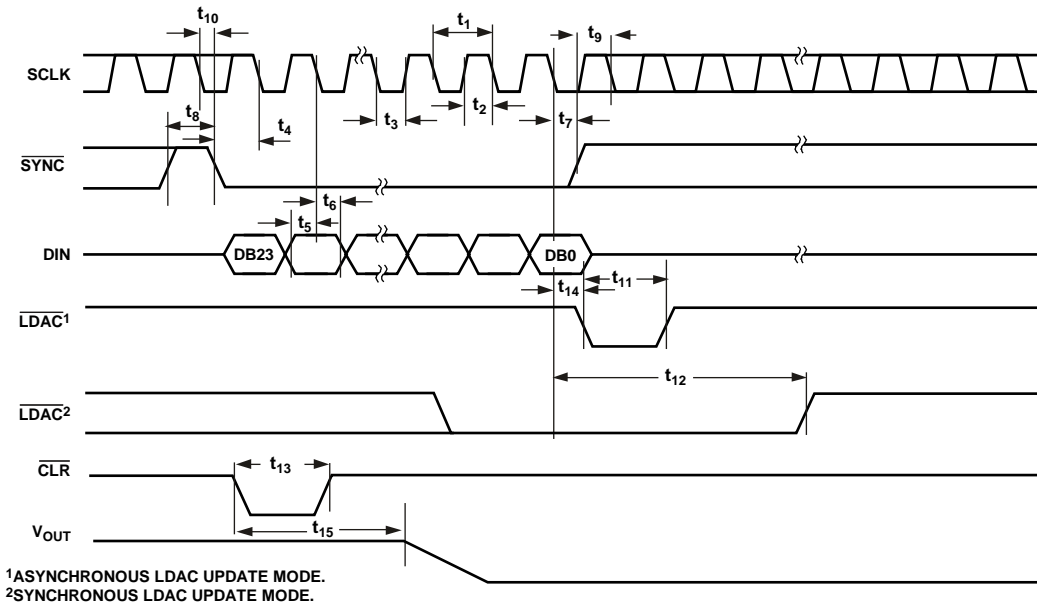 t10
t1
t9
SCLK
t8
t4
t3
t2
t7
SYNC
t6
t5
DIN
DB23
DB0
t11
t14
LDAC1
t12
LDAC2
CLR
t13
VOUT
t15
1ASYNCHRONOUS LDAC UPDATE MODE.
2SYNCHRONOUS LDAC UPDATE MODE.